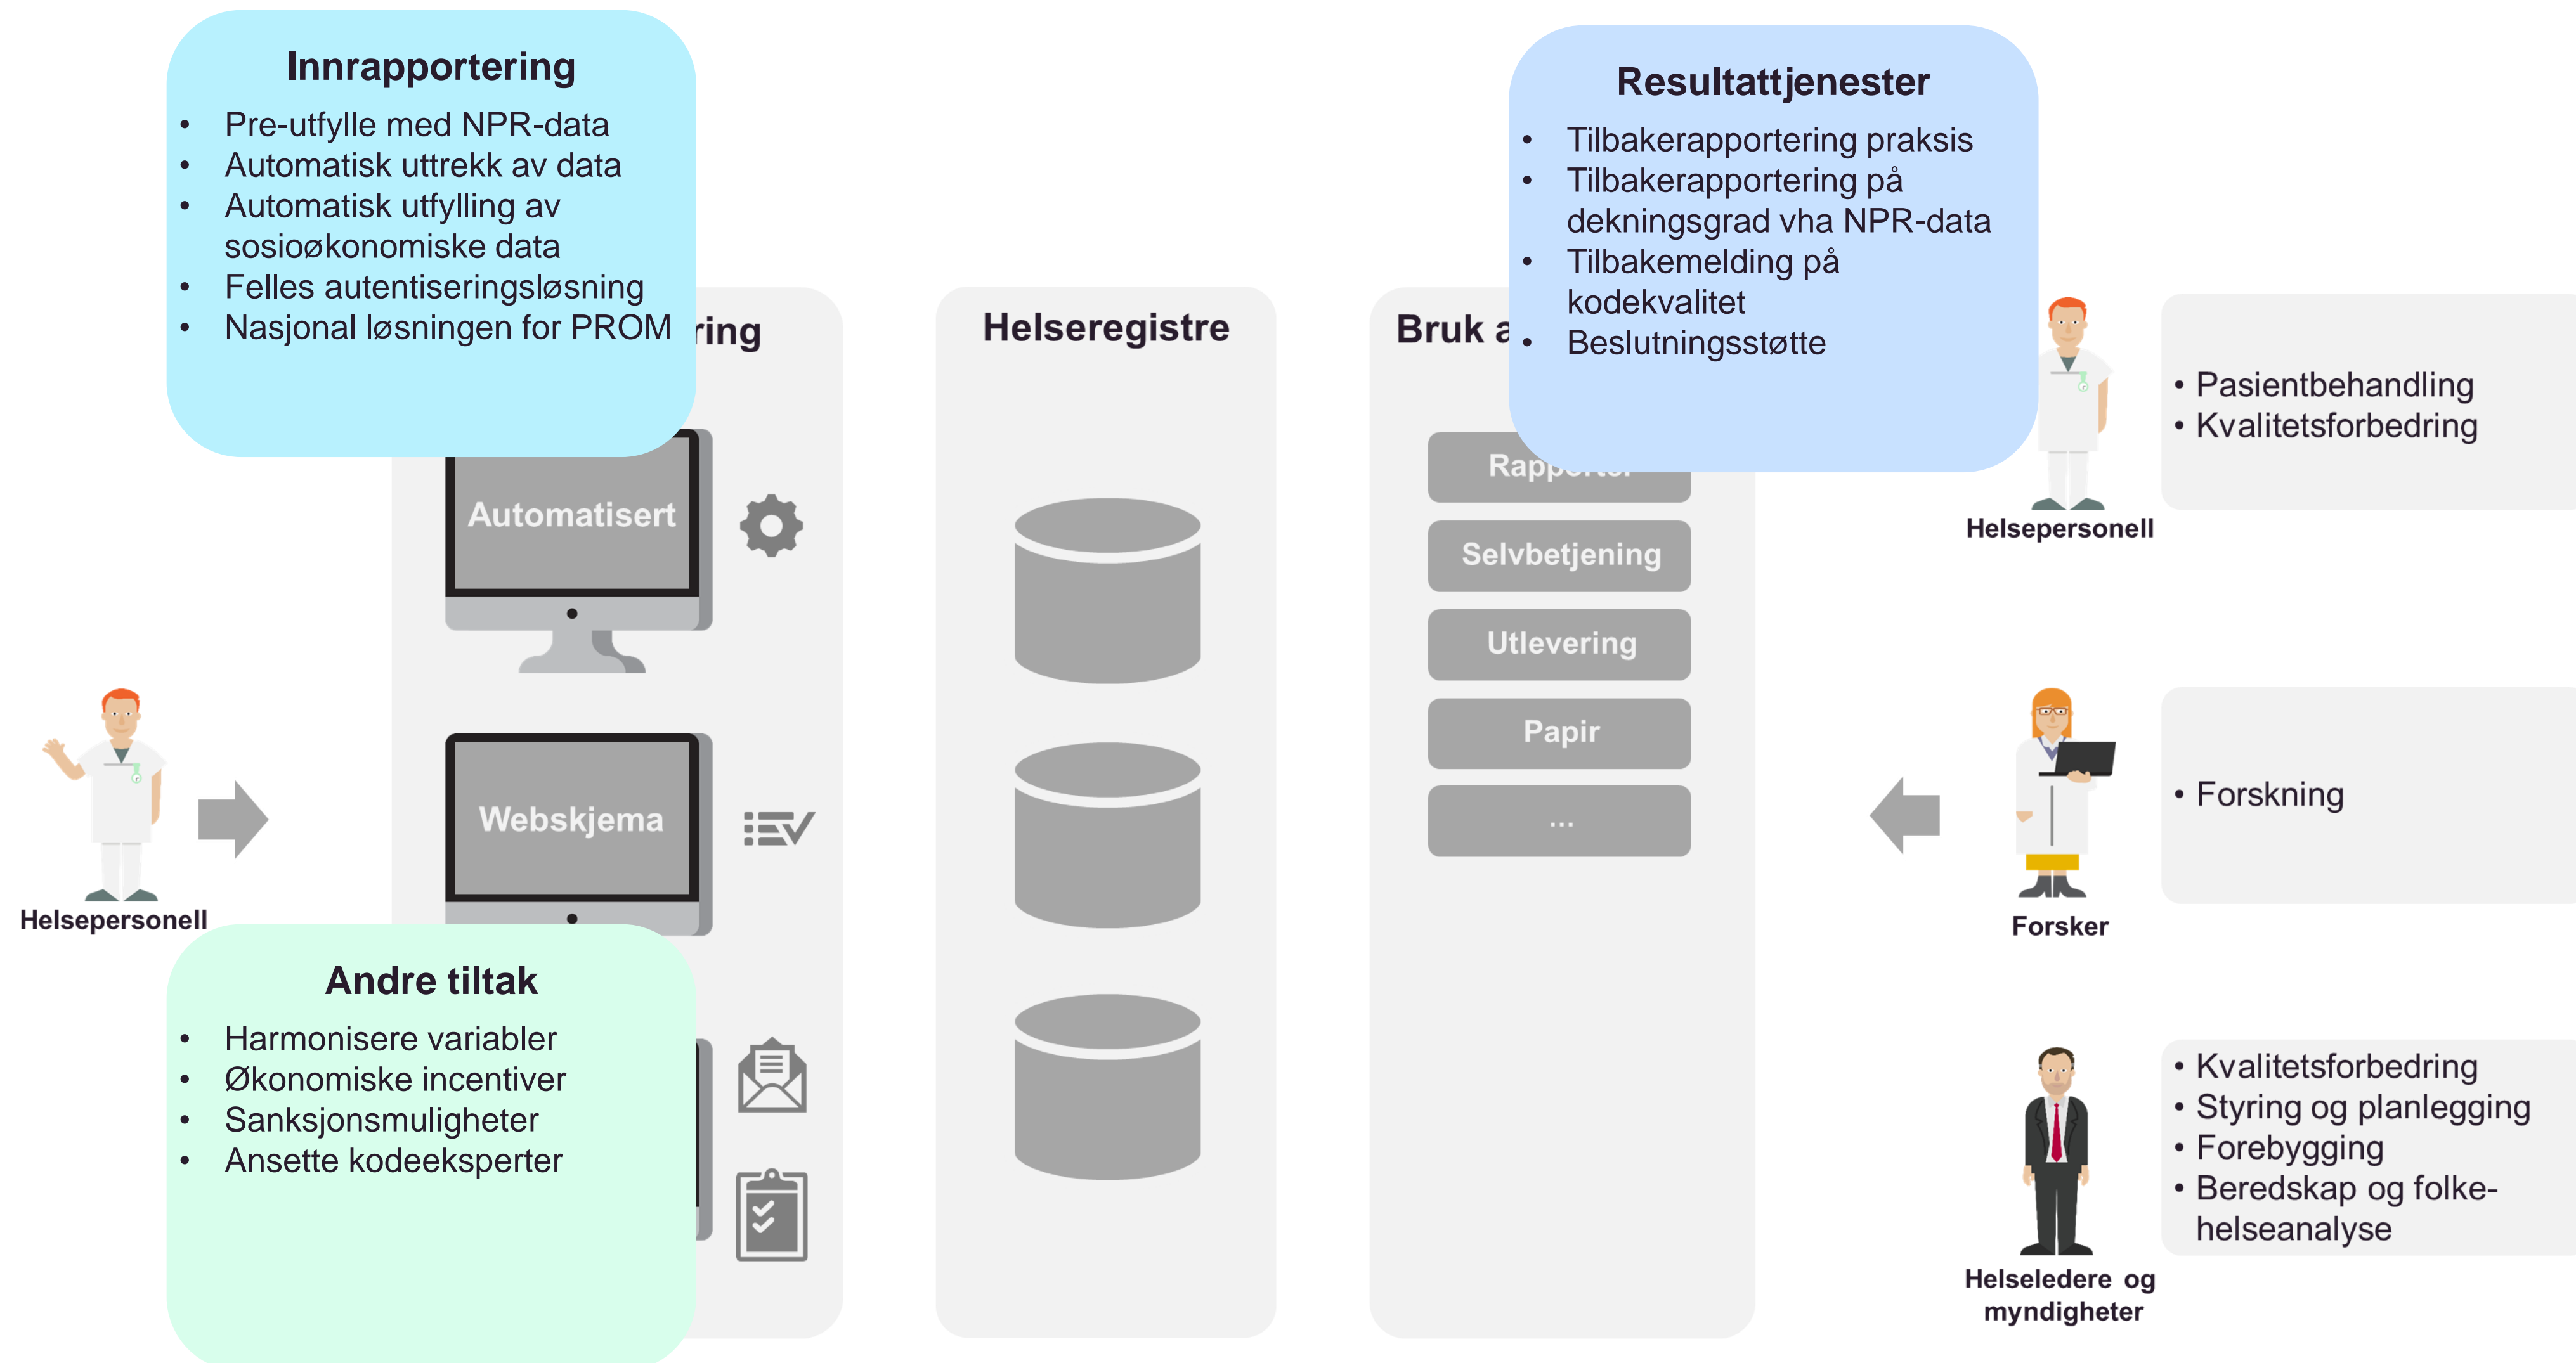 Innrapportering
• Pre-utfylle med NPR-data
• Automatisk uttrekk av data
• Automatisk utfylling av
sosioøkonomiske data
• Felles autentiseringsløsning
• Nasjonal løsningen for PROM
Resultattjenester
• Tilbakerapportering praksis
• Tilbakerapportering på
dekningsgrad vha NPR-data
• Tilbakemelding på
kodekvalitet
• Beslutningsstøtte
Automatisert
Webskjema
Helsepersonell
Andre tiltak
• Harmonisere variabler
• Økonomiske incentiver
• Sanksjonsmuligheter
• Ansette kodeeksperter
Helseregistre
Bruk
Rapporter
Selvbetjening
Utlevering
Papir
...
Helsepersonell
• Pasientbehandling
• Kvalitetsforbedring
Forsker
• Forskning
Helseledere og
myndigheter
• Kvalitetsforbedring
• Styring og planlegging
• Forebygging
• Beredskap og folke-
helseanalyse